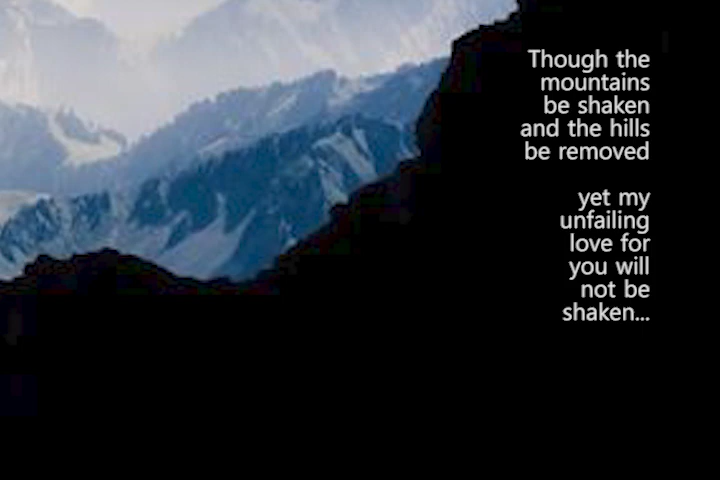 Though the
mountains
be shaken
and the hills
be removed
yet my
unfailing
love for
you will
not be
shaken...